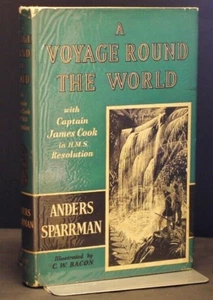 A
VOYAGE ROUND
THE WORLD
with
Captain
James Cook
in H.M.S.
Resolution
ANDERS
SPARRMAN
Illustrated by
C. W. BACON